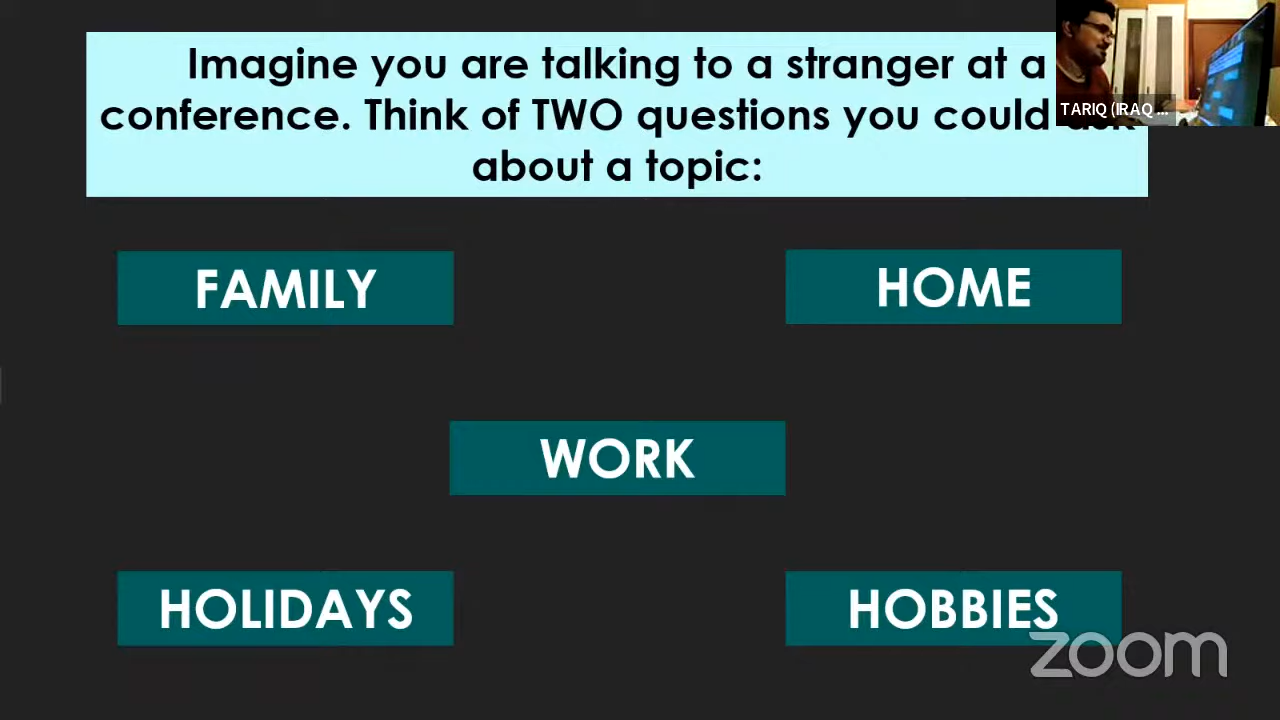 Imagine you are talking to a stranger at a
conference. Think of TWO questions you could ask
about a topic:
TARIQ (IRAQ ...
FAMILY
HOME
WORK
HOLIDAYS
HOBBIES
zoom